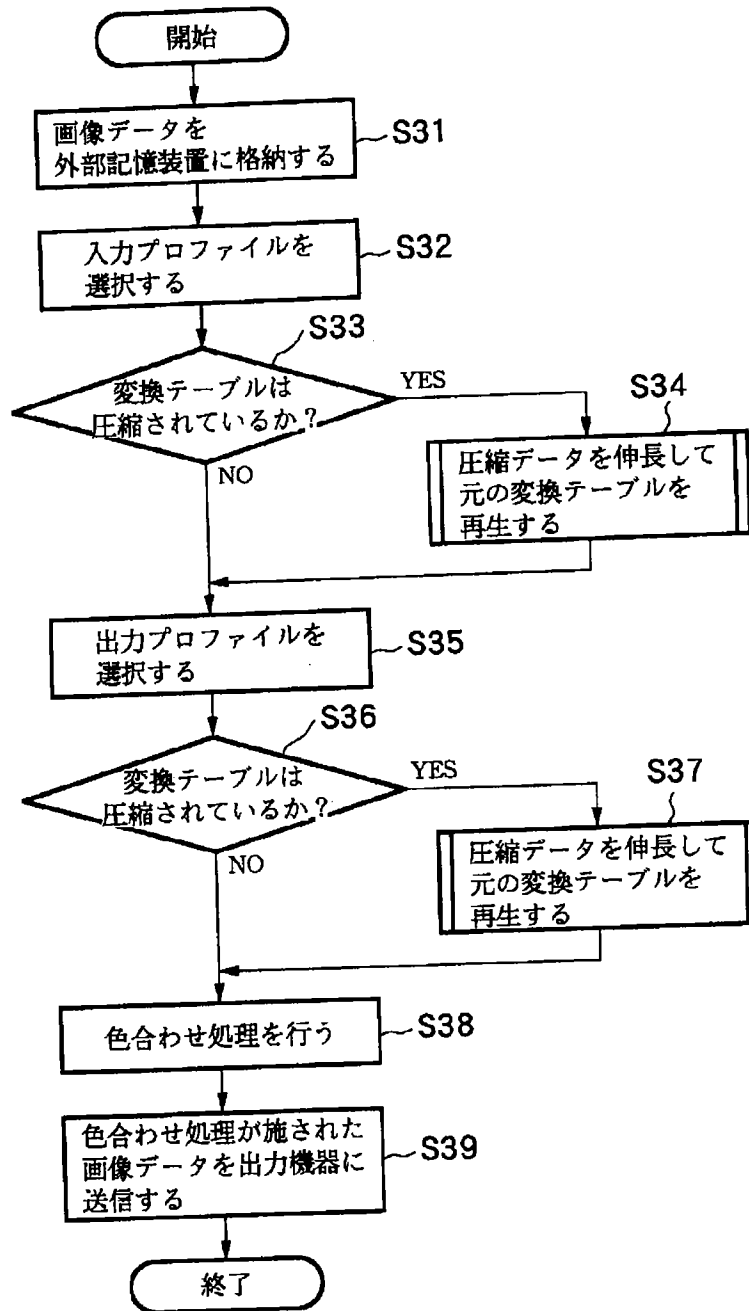 開始
画像データを
外部記憶装置に格納する
S31
入力プロファイルを
選択する
S32
S33
変換テーブルは
圧縮されているか？
YES
NO
S34
圧縮データを伸長して
元の変換テーブルを
再生する
出力プロファイルを
選択する
S35
S36
変換テーブルは
圧縮されているか？
YES
NO
S37
圧縮データを伸長して
元の変換テーブルを
再生する
色合わせ処理を行う
S38
色合わせ処理が施された
画像データを出力機器に
送信する
S39
終了